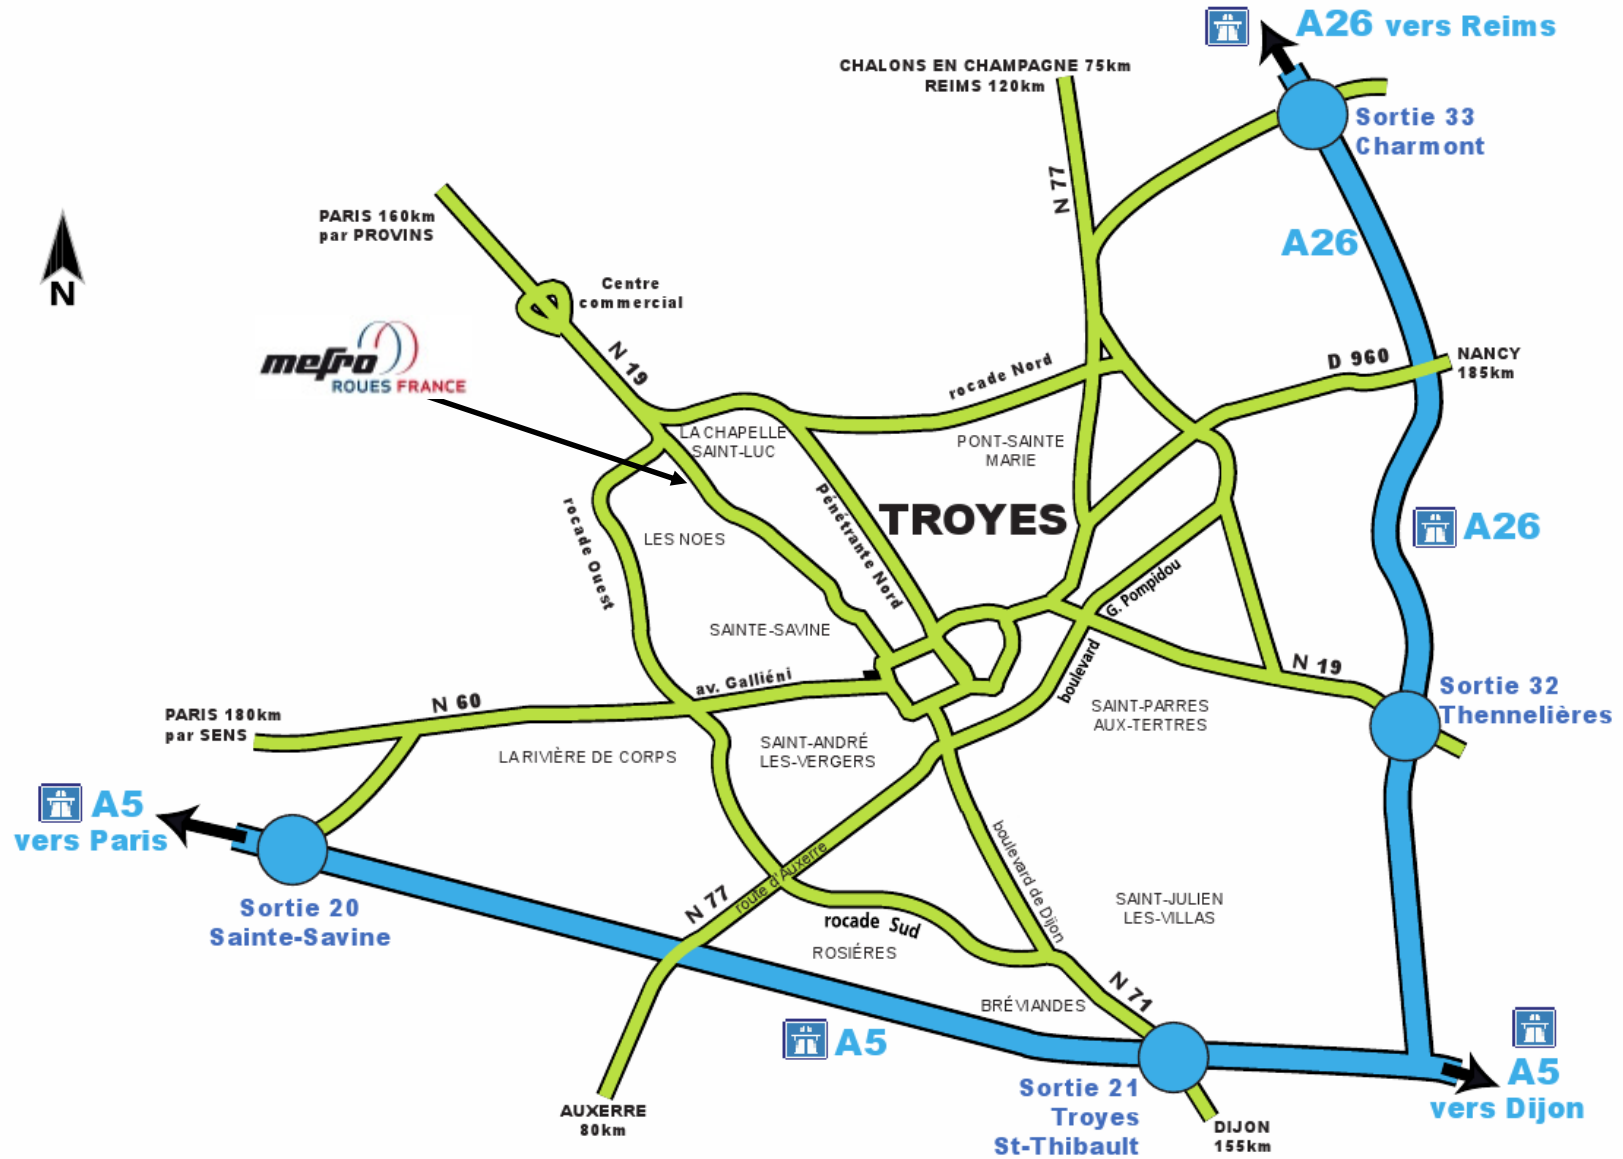 A26 vers Reims
CHALONS EN CHAMPAGNE 75km
REIMS 120km
Sortie 33
Charmont
N 77
PARIS 160km
par PROVINS
A26
N
Centre
commercial
mefro
ROUES FRANCE
N 19
rocade Nord
D 960
NANCY
185km
LA CHAPELLE
SAINT-LUC
PONT-SAINTE
MARIE
Pénétrante Nord
TROYES
A26
rocade Ouest
LES NOES
G. Pompidou
boulevard
SAINTE-SAVINE
N 19
av. Galliéni
N 60
Sortie 32
Thennelières
PARIS 180km
par SENS
SAINT-PARRES
AUX-TERTRES
LA RIVIÈRE DE CORPS
SAINT-ANDRÉ
LES-VERGERS
A5
vers Paris
boulevard de Dijon
route d'Auxerre
N 77
Sortie 20
Sainte-Savine
rocade Sud
SAINT-JULIEN
LES-VILLAS
ROSIÉRES
N 71
BRÉVIANDES
A5
A5
vers Dijon
Sortie 21
Troyes
St-Thibault
AUXERRE
80km
DIJON
155km